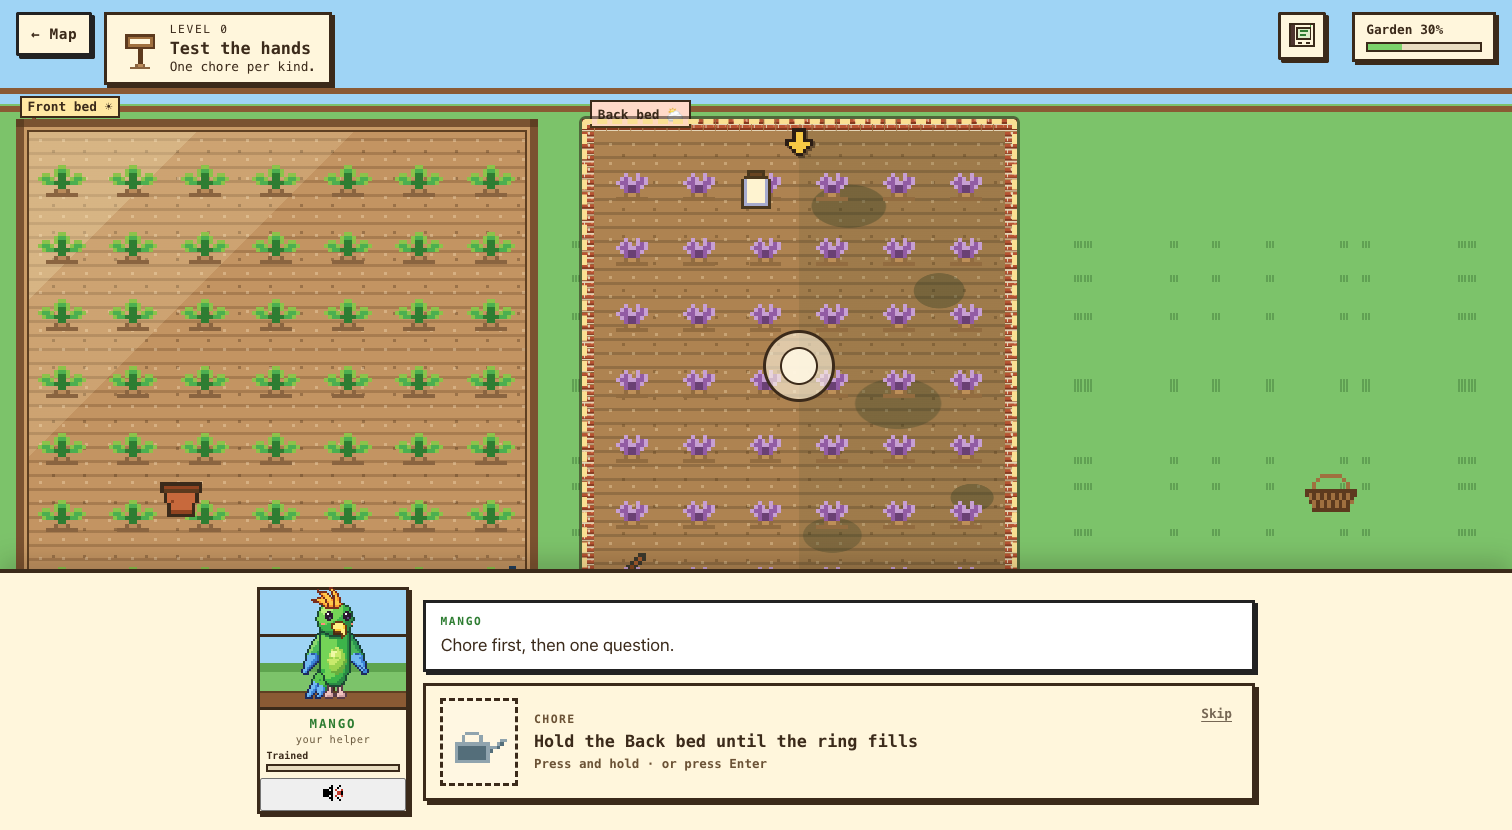 ← Map
LEVEL 0
Test the hands
One chore per kind.
Garden 30%
Front bed ☀
Back bed
MANGO
Chore first, then one question.
MANGO
your helper
Trained
CHORE
Hold the Back bed until the ring fills
Press and hold · or press Enter
Skip